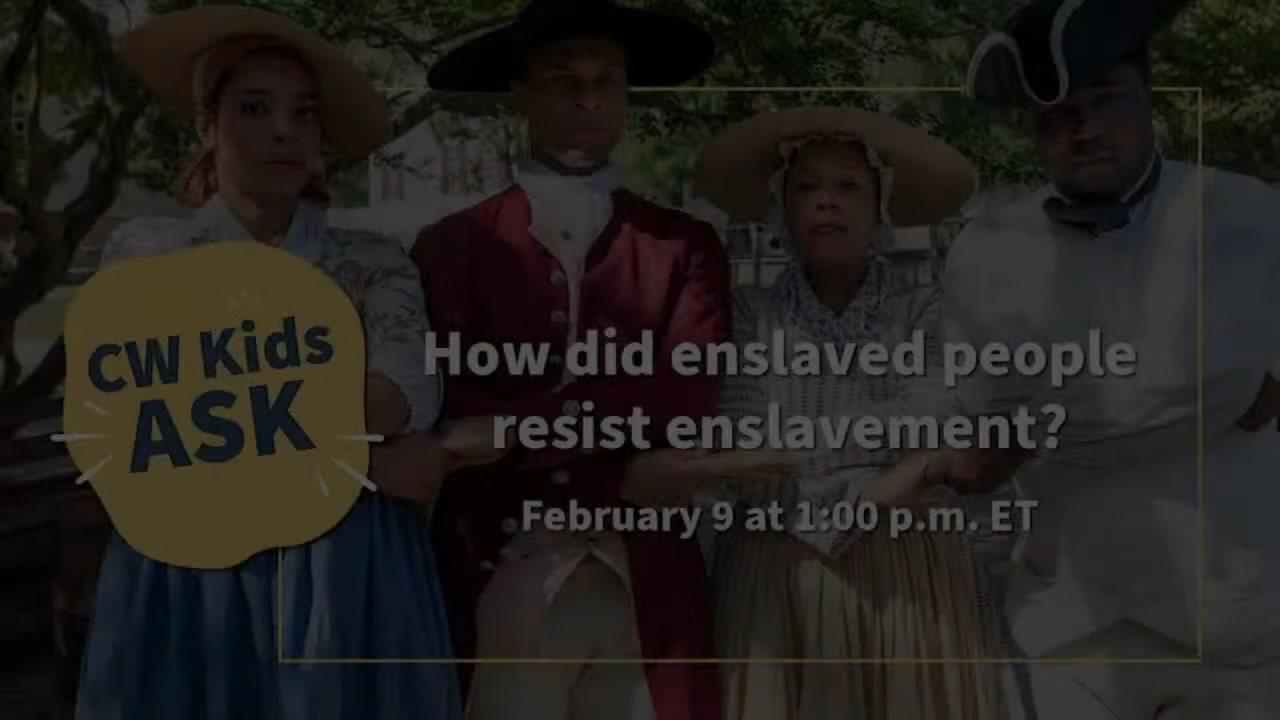 CW Kids
ASK
How did enslaved people
resist enslavement?
February 9 at 1:00 p.m. ET